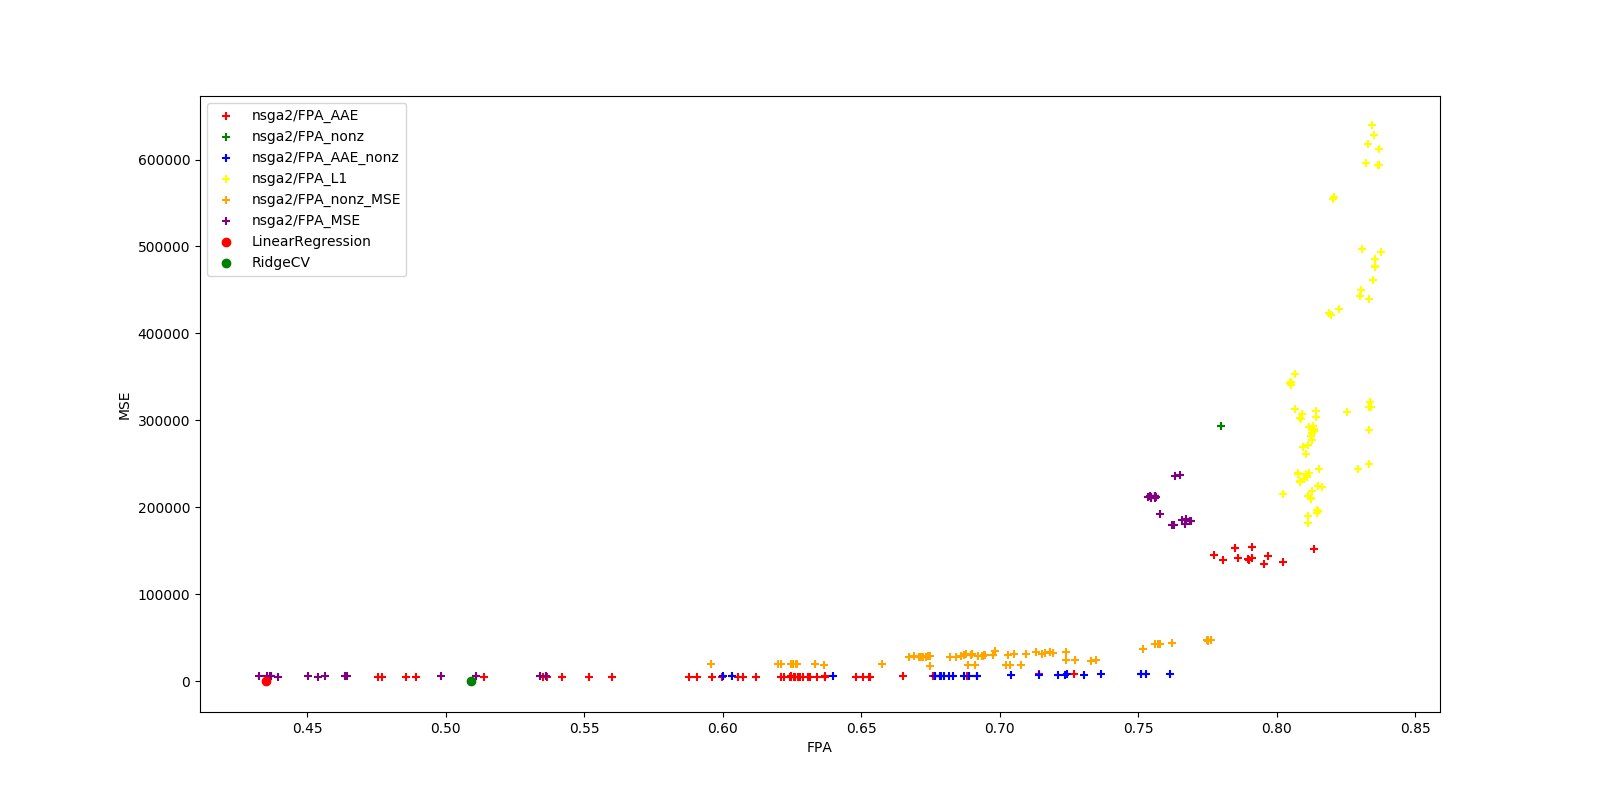 nsga2/FPA_AAE
nsga2/FPA_nonz
nsga2/FPA_AAE_nonz
nsga2/FPA_L1
nsga2/FPA_nonz_MSE
nsga2/FPA_MSE
LinearRegression
RidgeCV
600000
500000
400000
300000
200000
100000
0
MSE
0.45 0.50 0.55 0.60 0.65 0.70 0.75 0.80 0.85
FPA